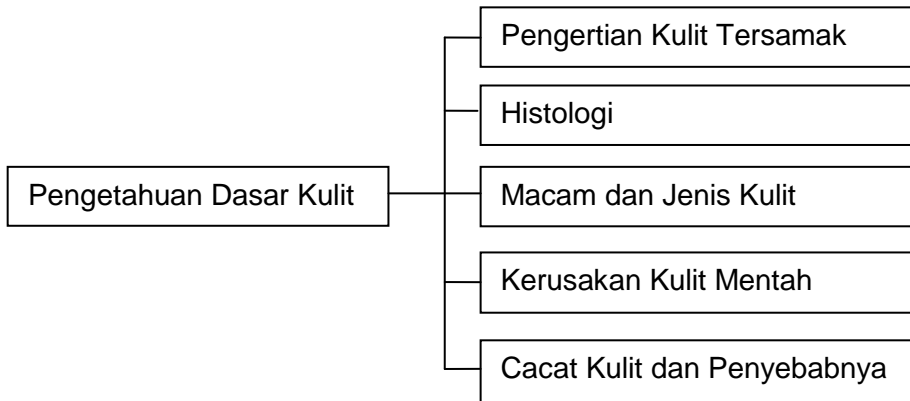 Pengertian Kulit Tersamak
Histologi
Pengetahuan Dasar Kulit
Macam dan Jenis Kulit
Kerusakan Kulit Mentah
Cacat Kulit dan Penyebabnya